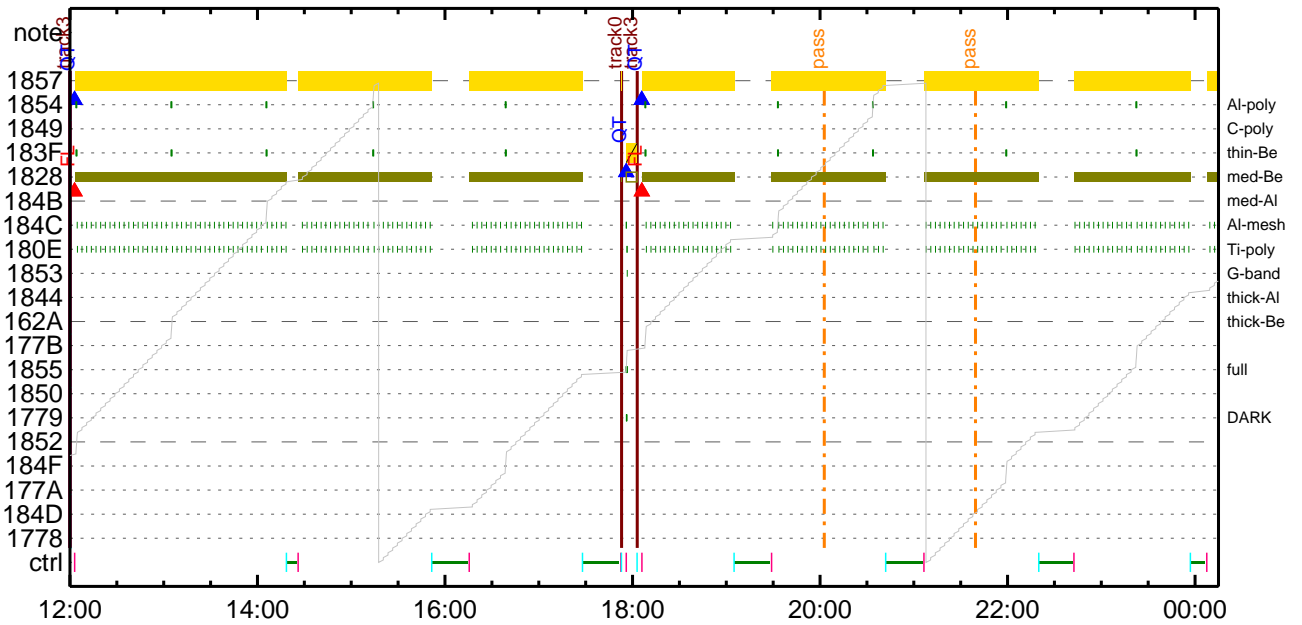 note
track3
QT
track0
track3
QT
pass
pass
1857
1854 Al-poly
1849 C-poly
QT
183F thin-Be
1828 med-Be
184B med-Al
184C Al-mesh
180E Ti-poly
1853 G-band
1844 thick-Al
162A thick-Be
177B
1855 full
1850
1779 DARK
1852
184F
177A
184D
1778
ctrl
12:00 14:00 16:00 18:00 20:00 22:00 00:00